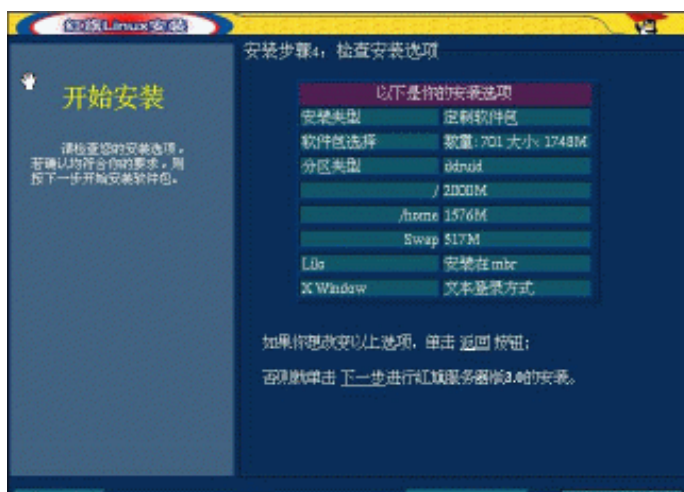 红旗Linux安装
安装步骤4：检查安装选项
开始安装
请检查您的安装选项，
若确认均符合你的要求，则
按下一步开始安装软件包。
以下是你的安装选项
安装类型 定制软件包
软件包选择 数量: 701 大小: 1748M
分区类型 ddruid
/ 2000M
/home 1576M
Swap 517M
Lilo 安装在 mbr
X Window 文本登录方式
如果你想改变以上选项，单击 返回 按钮；
否则就单击 下一步进行红旗服务器版3.0的安装。